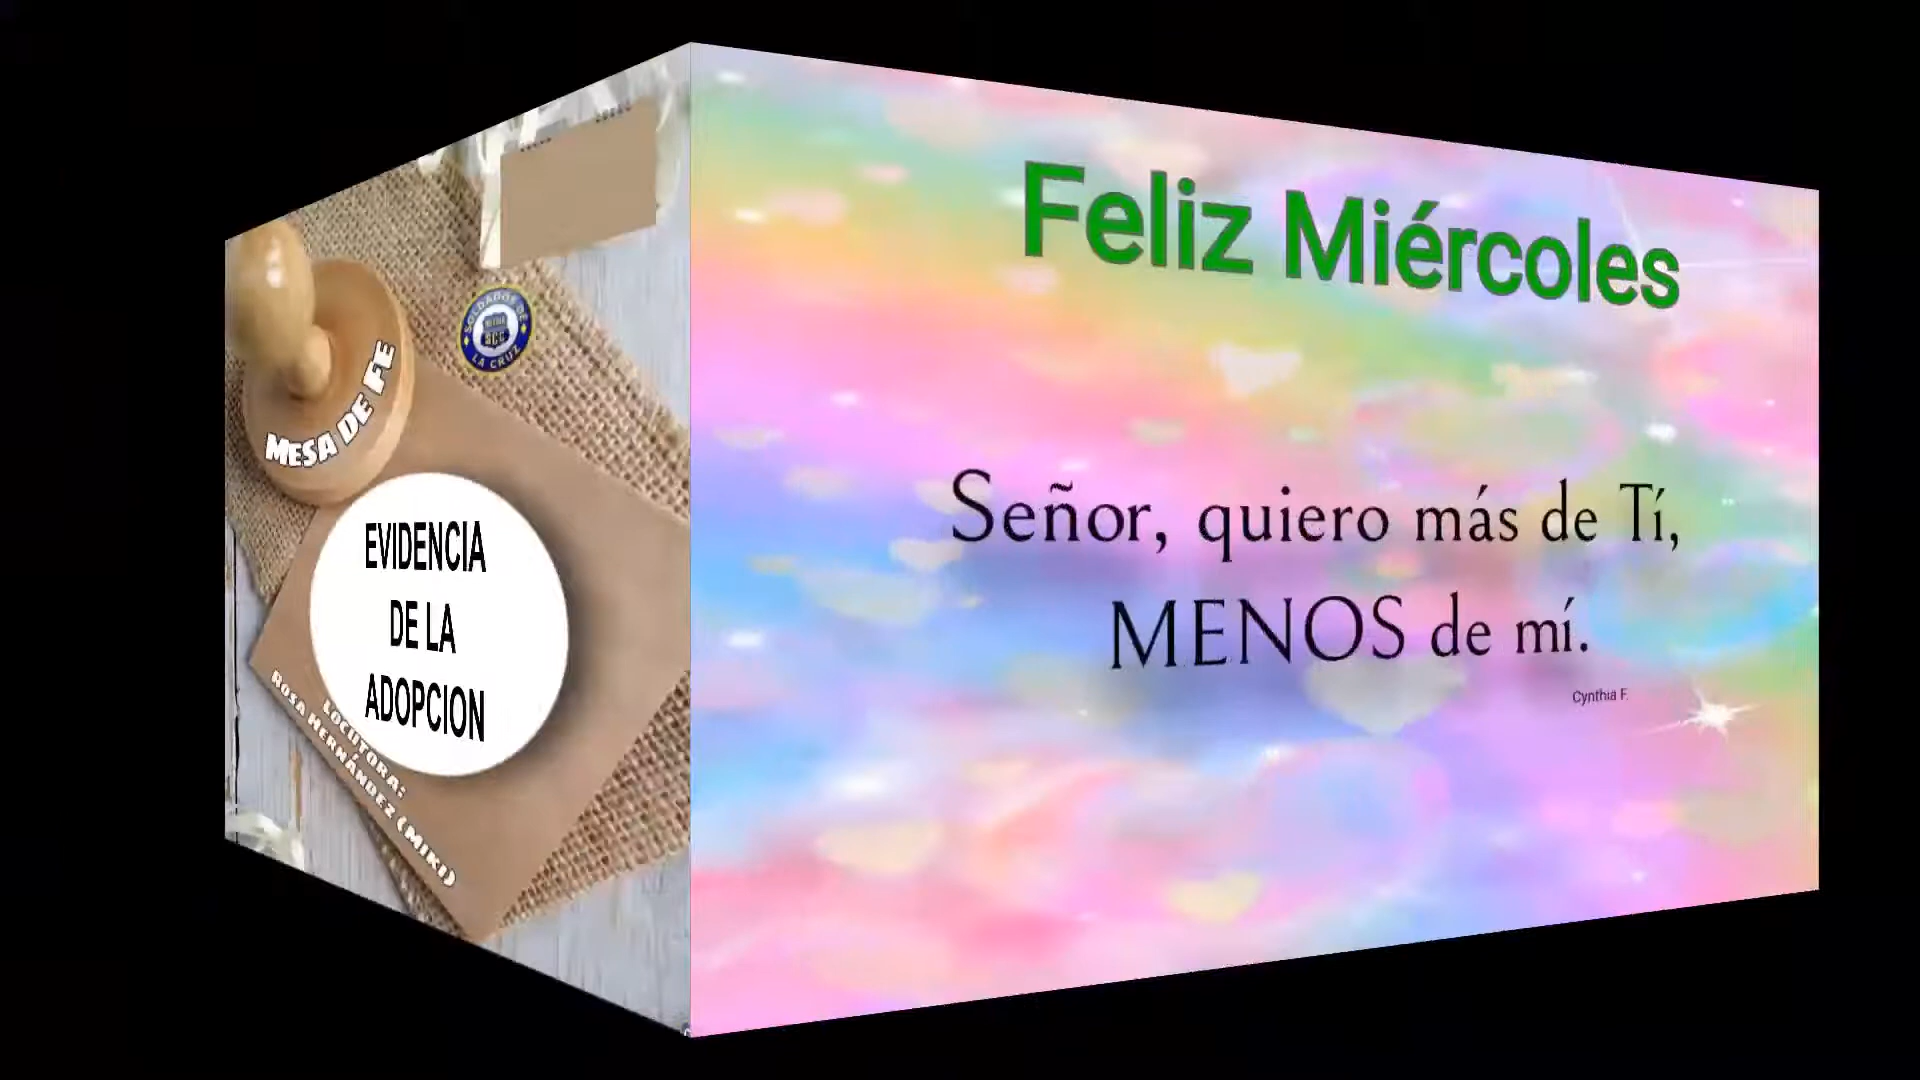 MESA DE FE
SOLDADOS DE
SCC
LA CRUZ
EVIDENCIA
DE LA
ADOPCION
LOCUTORA:
ROSA HERNÁNDEZ (MIKI)
Feliz Miércoles
Señor, quiero más de Tí,
MENOS de mí.
Cynthia F.